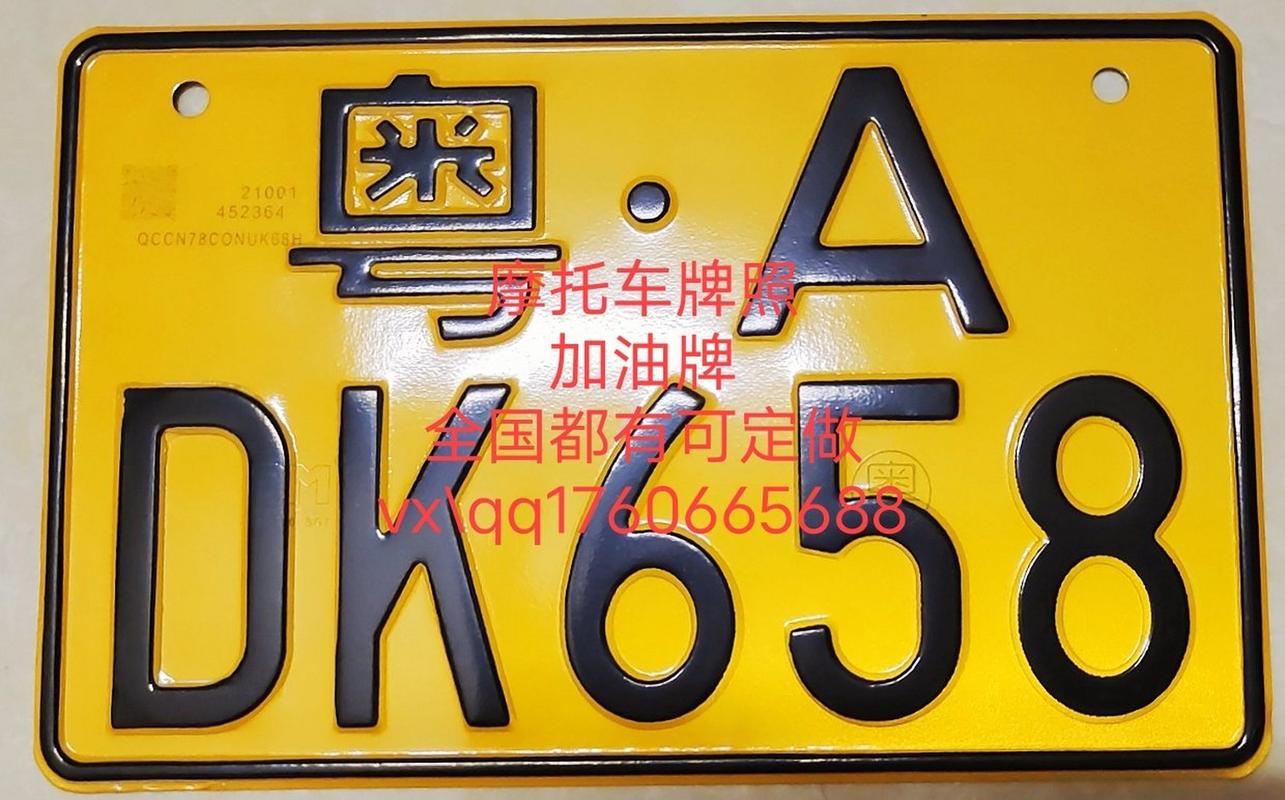 粤·A
21001
452364
QCCN78CONUK68H
摩托车牌照
加油牌
全国都有可定做
vx\qq1760665688
DK658
粤